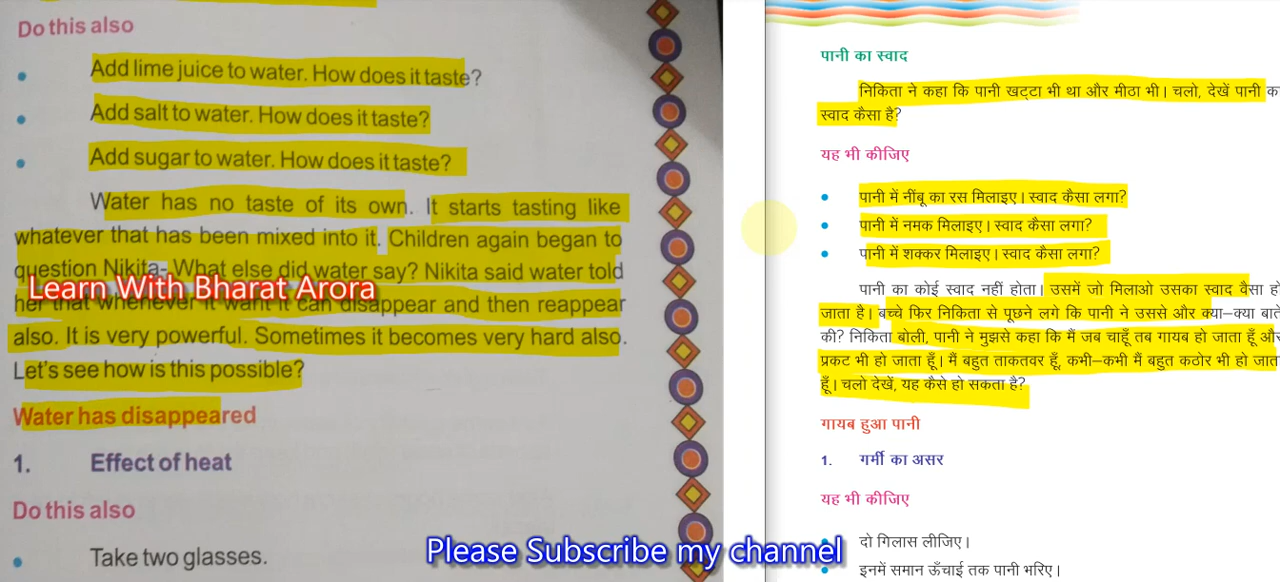 Do this also
Add lime juice to water. How does it taste?
Add salt to water. How does it taste?
Add sugar to water. How does it taste?
Water has no taste of its own. It starts tasting like
whatever that has been mixed into it. Children again began to
question Nikita- What else did water say? Nikita said water told
Learn With Bharat Arora
her that whenever it want it can disappear and then reappear
also. It is very powerful. Sometimes it becomes very hard also.
Let's see how is this possible?
Water has disappeared
1. Effect of heat
Do this also
Take two glasses.
Please Subscribe my channel
पानी का स्वाद
निकिता ने कहा कि पानी खट्टा भी था और मीठा भी। चलो, देखें पानी क
स्वाद कैसा है?
यह भी कीजिए
पानी में नींबू का रस मिलाइए। स्वाद कैसा लगा?
पानी में नमक मिलाइए। स्वाद कैसा लगा?
पानी में शक्कर मिलाइए। स्वाद कैसा लगा?
पानी का कोई स्वाद नहीं होता। उसमें जो मिलाओ उसका स्वाद वैसा हो
जाता है। बच्चे फिर निकिता से पूछने लगे कि पानी ने उससे और क्या–क्या बाते
की? निकिता बोली, पानी ने मुझसे कहा कि मैं जब चाहूँ तब गायब हो जाता हूँ और
प्रकट भी हो जाता हूँ। मैं बहुत ताकतवर हूँ, कभी–कभी मैं बहुत कठोर भी हो जात
हूँ। चलो देखें, यह कैसे हो सकता है?
गायब हुआ पानी
1. गर्मी का असर
यह भी कीजिए
दो गिलास लीजिए।
इनमें समान ऊँचाई तक पानी भरिए।